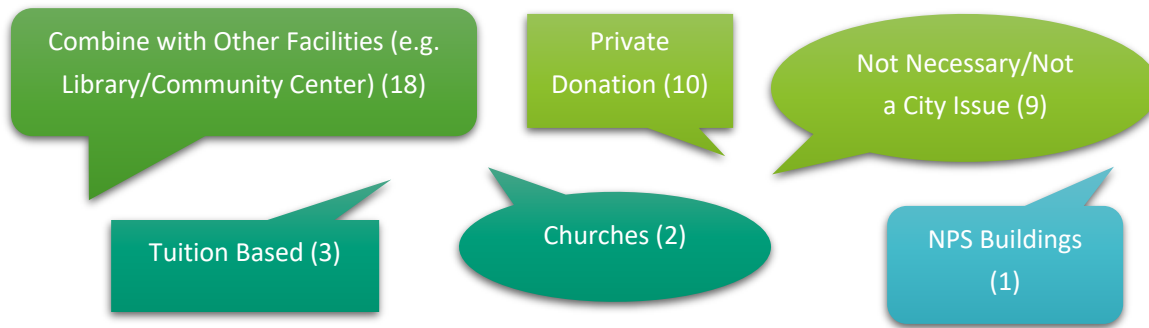 Combine with Other Facilities (e.g.
Library/Community Center) (18)
Private
Donation (10)
Not Necessary/Not
a City Issue (9)
Tuition Based (3)
Churches (2)
NPS Buildings
(1)